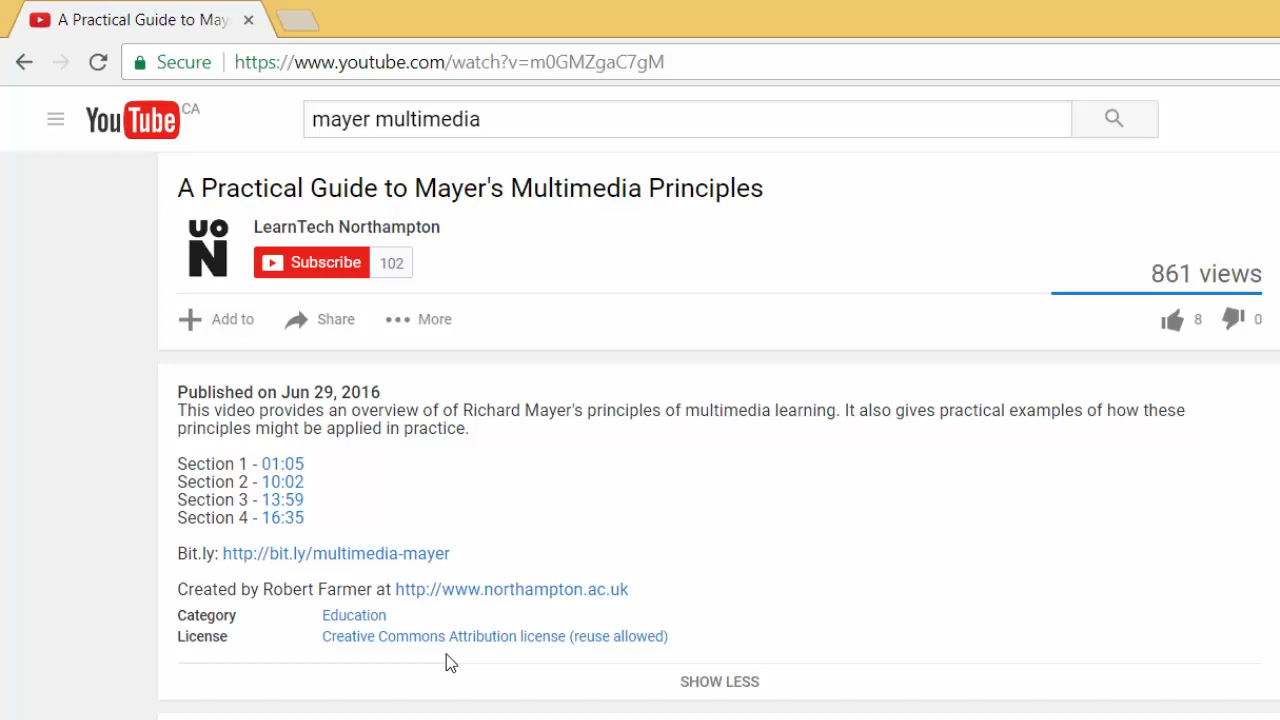 A Practical Guide to May
Secure https://www.youtube.com/watch?v=m0GMZgaC7gM
YouTube CA
mayer multimedia
A Practical Guide to Mayer's Multimedia Principles
UON
LearnTech Northampton
Subscribe 102
861 views
Add to Share More 8 0
Published on Jun 29, 2016
This video provides an overview of of Richard Mayer's principles of multimedia learning. It also gives practical examples of how these
principles might be applied in practice.
Section 1 - 01:05
Section 2 - 10:02
Section 3 - 13:59
Section 4 - 16:35
Bit.ly: http://bit.ly/multimedia-mayer
Created by Robert Farmer at http://www.northampton.ac.uk
Category Education
License Creative Commons Attribution license (reuse allowed)
SHOW LESS